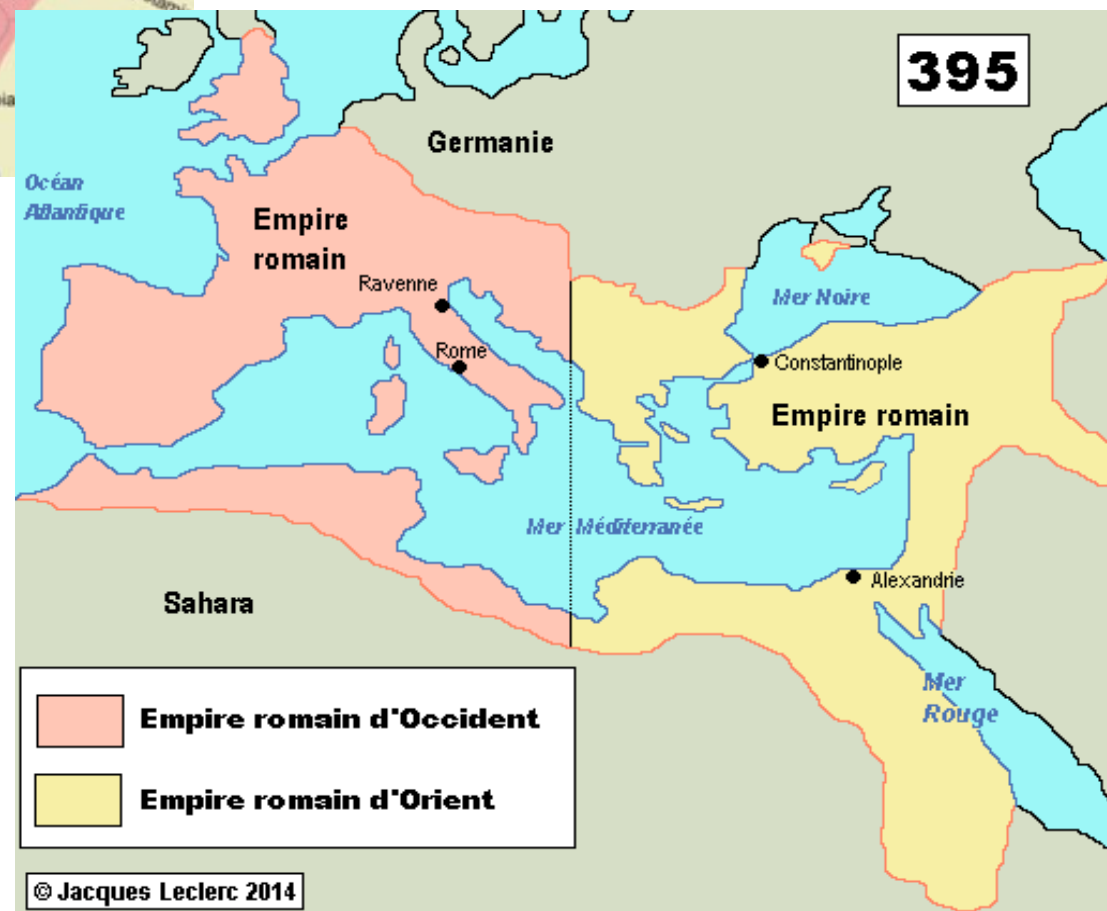 395
Germanie
Océan
Atlantique
Empire
romain
Ravenne
Mer Noire
Rome
Constantinople
Empire romain
Mer Méditerranée
Alexandrie
Sahara
Mer
Rouge
Empire romain d'Occident
Empire romain d'Orient
© Jacques Leclerc 2014